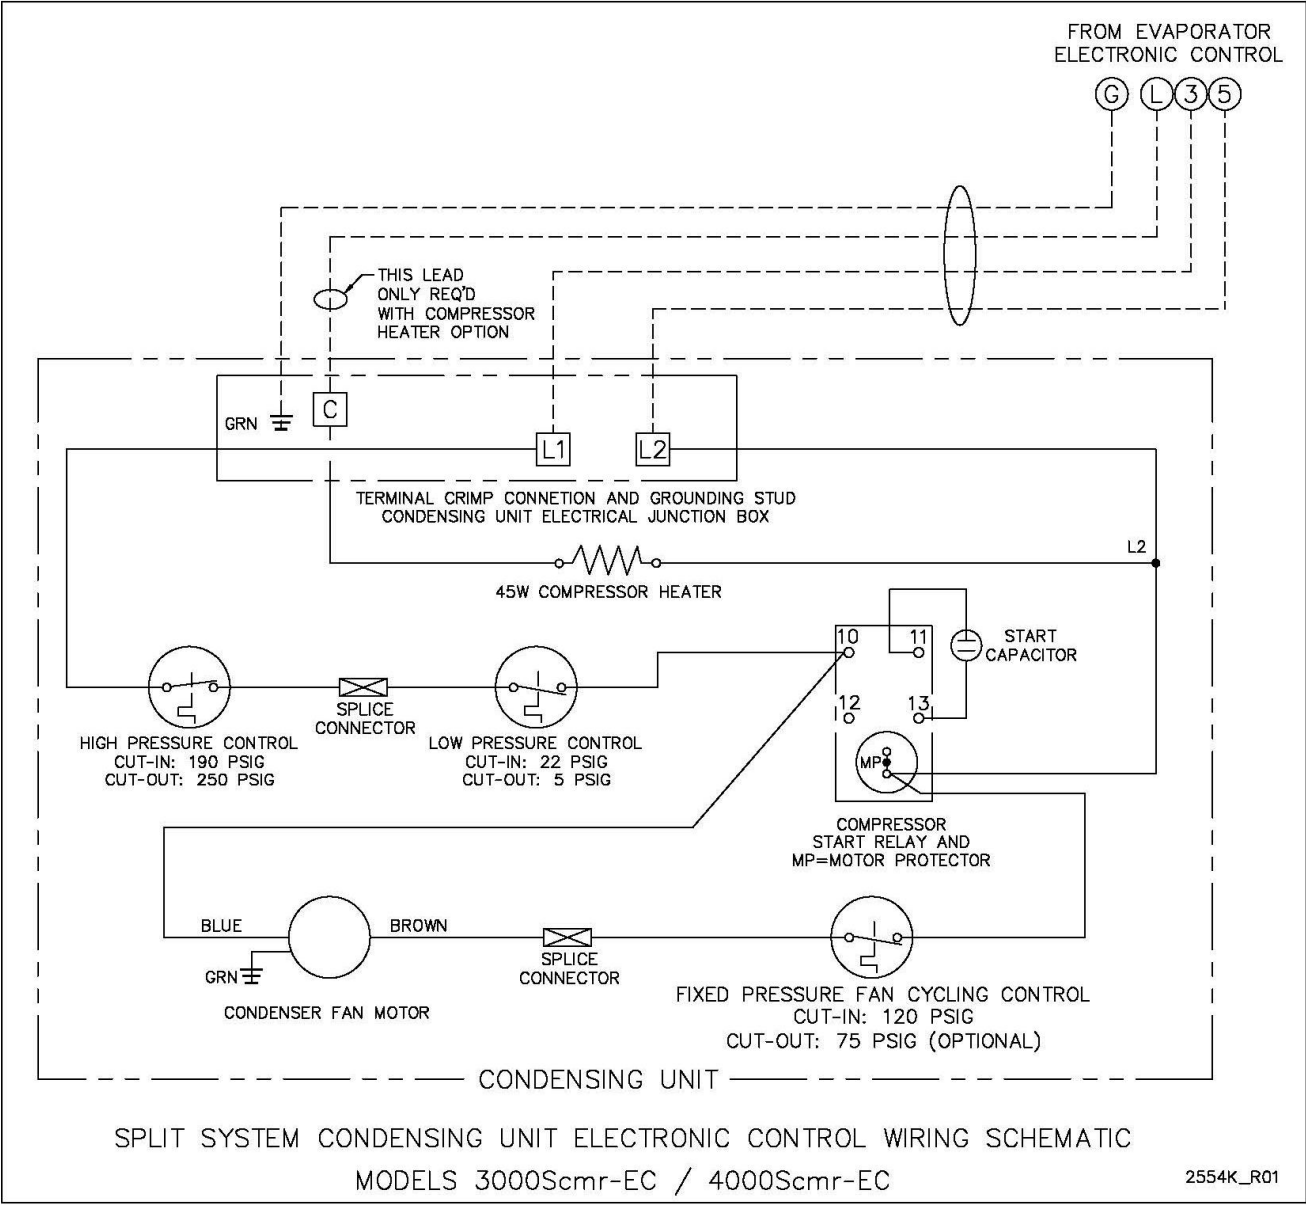 FROM EVAPORATOR
ELECTRONIC CONTROL
G L 3 5
THIS LEAD
ONLY REQ'D
WITH COMPRESSOR
HEATER OPTION
C
GRN
L1 L2
TERMINAL CRIMP CONNETION AND GROUNDING STUD
CONDENSING UNIT ELECTRICAL JUNCTION BOX
L2
45W COMPRESSOR HEATER
10 11
START
CAPACITOR
12 13
SPLICE
CONNECTOR
HIGH PRESSURE CONTROL
CUT-IN: 190 PSIG
CUT-OUT: 250 PSIG
LOW PRESSURE CONTROL
CUT-IN: 22 PSIG
CUT-OUT: 5 PSIG
MP
COMPRESSOR
START RELAY AND
MP=MOTOR PROTECTOR
BLUE BROWN
GRN
SPLICE
CONNECTOR
CONDENSER FAN MOTOR
FIXED PRESSURE FAN CYCLING CONTROL
CUT-IN: 120 PSIG
CUT-OUT: 75 PSIG (OPTIONAL)
CONDENSING UNIT
SPLIT SYSTEM CONDENSING UNIT ELECTRONIC CONTROL WIRING SCHEMATIC
MODELS 3000Scmr-EC / 4000Scmr-EC
2554K_R01